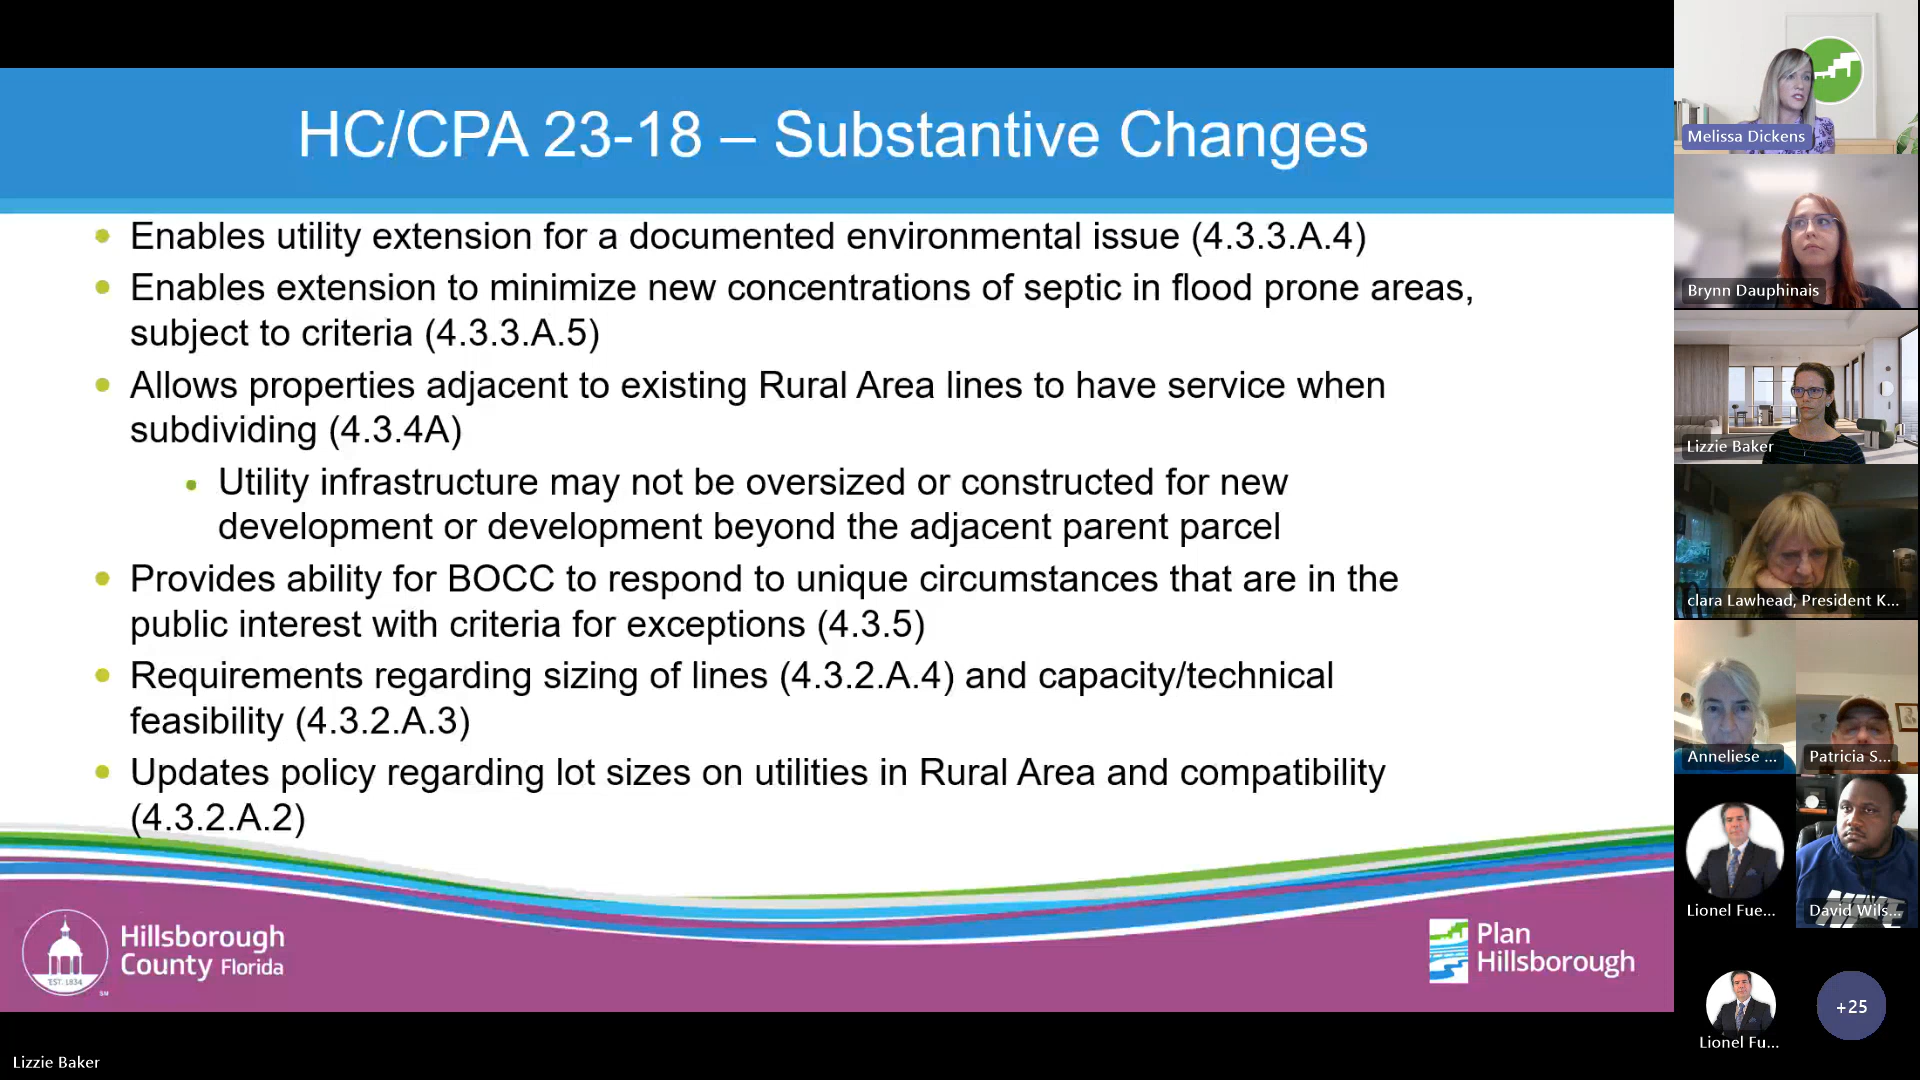 HC/CPA 23-18 – Substantive Changes
Enables utility extension for a documented environmental issue (4.3.3.A.4)
Enables extension to minimize new concentrations of septic in flood prone areas,
subject to criteria (4.3.3.A.5)
Allows properties adjacent to existing Rural Area lines to have service when
subdividing (4.3.4A)
Utility infrastructure may not be oversized or constructed for new
development or development beyond the adjacent parent parcel
Provides ability for BOCC to respond to unique circumstances that are in the
public interest with criteria for exceptions (4.3.5)
Requirements regarding sizing of lines (4.3.2.A.4) and capacity/technical
feasibility (4.3.2.A.3)
Updates policy regarding lot sizes on utilities in Rural Area and compatibility
(4.3.2.A.2)
EST. 1834
SM
Hillsborough
County Florida
Plan
Hillsborough
Lizzie Baker
Melissa Dickens
Brynn Dauphinais
Lizzie Baker
clara Lawhead, President K...
Anneliese ...
Patricia S...
Lionel Fue...
David Wils...
NIKE
Lionel Fu...
+25